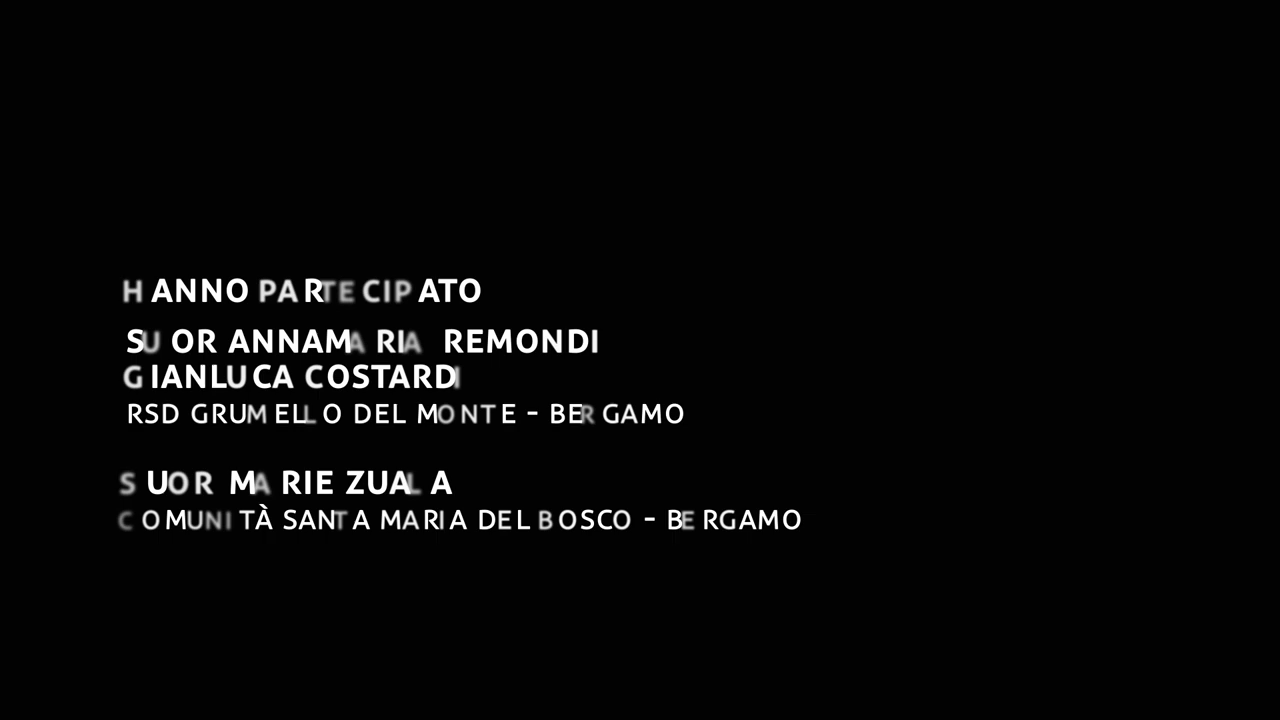 HANNO PARTECIPATO
SUOR ANNAMARIA REMONDI
GIANLUCA COSTARDI
RSD GRUMELLO DEL MONTE - BERGAMO
SUOR MARIE ZUALA
COMUNITÀ SANTA MARIA DEL BOSCO - BERGAMO